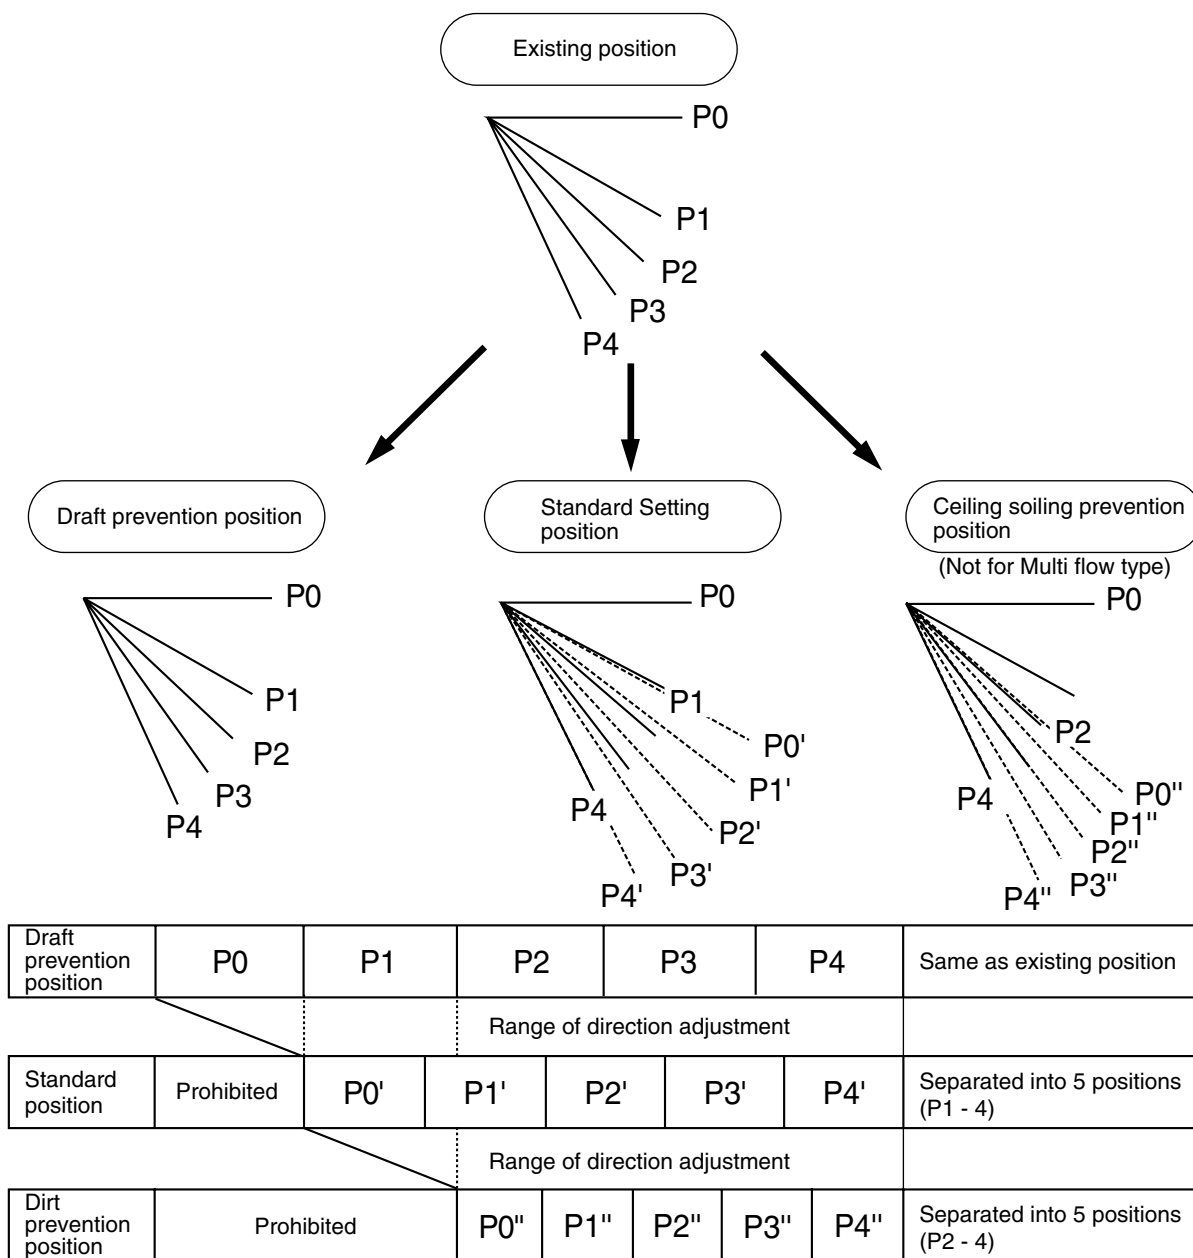 Existing position
P0
P1
P2
P3
P4
Draft prevention position
Standard Setting
position
Ceiling soiling prevention
position
(Not for Multi flow type)
P0
P1
P2
P3
P4
P0
P1
P0'
P1'
P4
P2'
P3'
P4'
P0
P2
P4
P0"
P1"
P2"
P3"
P4"
Draft
prevention
position
P0
P1
P2
P3
P4
Same as existing position
Range of direction adjustment
Standard
position
Prohibited
P0'
P1'
P2'
P3'
P4'
Separated into 5 positions
(P1 - 4)
Range of direction adjustment
Dirt
prevention
position
Prohibited
P0"
P1"
P2"
P3"
P4"
Separated into 5 positions
(P2 - 4)